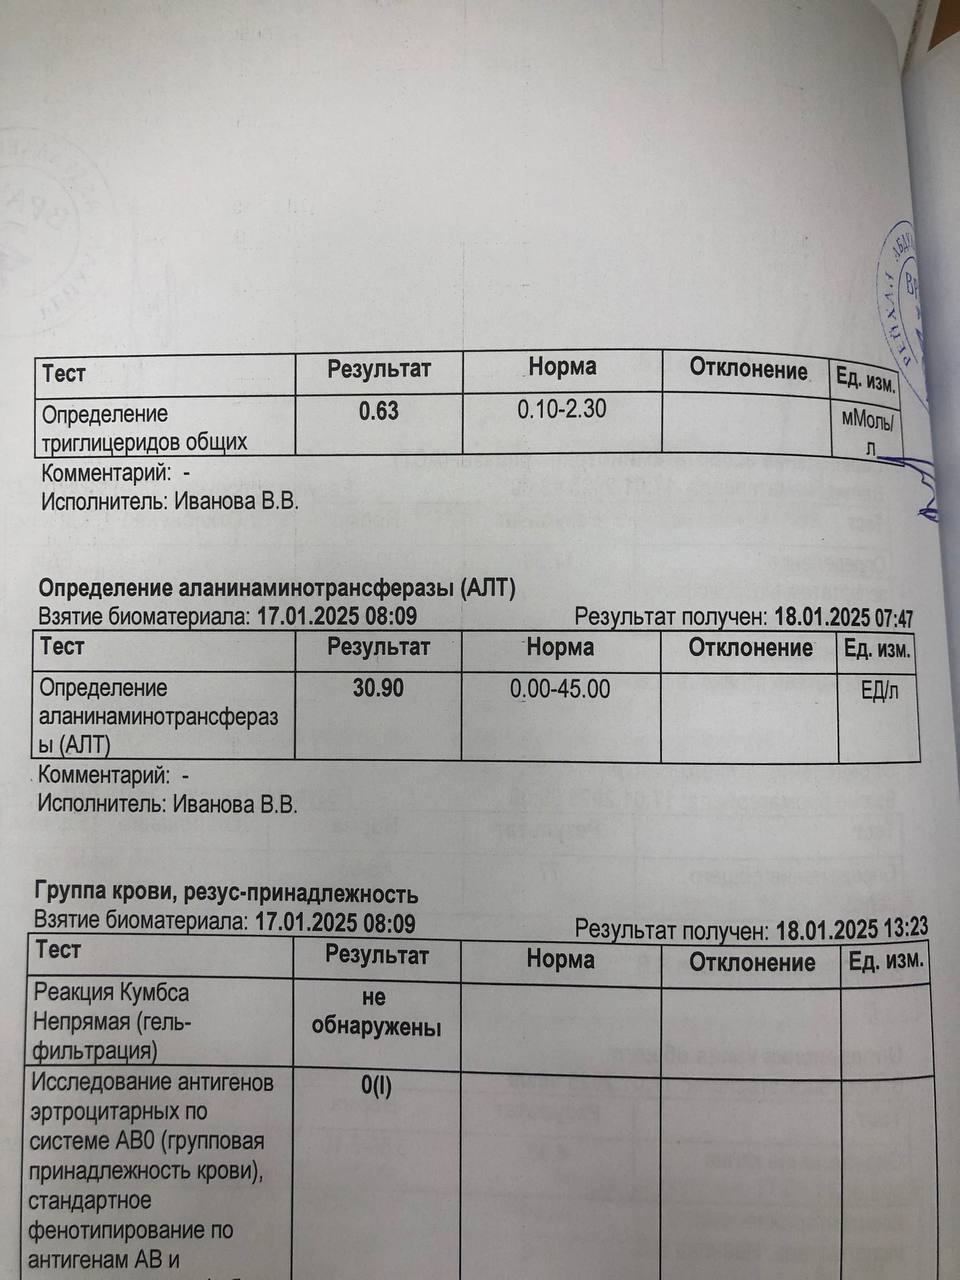 Тест Результат Норма Отклонение Ед. изм.
Определение 0.63 0.10-2.30 мМоль/
триглицеридов общих л
Комментарий: -
Исполнитель: Иванова В.В.
Определение аланинаминотрансферазы (АЛТ)
Взятие биоматериала: 17.01.2025 08:09 Результат получен: 18.01.2025 07:47
Тест Результат Норма Отклонение Ед. изм.
Определение 30.90 0.00-45.00 ЕД/л
аланинаминотрансфераз
ы (АЛТ)
Комментарий: -
Исполнитель: Иванова В.В.
Группа крови, резус-принадлежность
Взятие биоматериала: 17.01.2025 08:09 Результат получен: 18.01.2025 13:23
Тест Результат Норма Отклонение Ед. изм.
Реакция Кумбса не
Непрямая (гель- обнаружены
фильтрация)
Исследование антигенов 0(I)
эртроцитарных по
системе АВ0 (групповая
принадлежность крови),
стандартное
фенотипирование по
антигенам АВ и